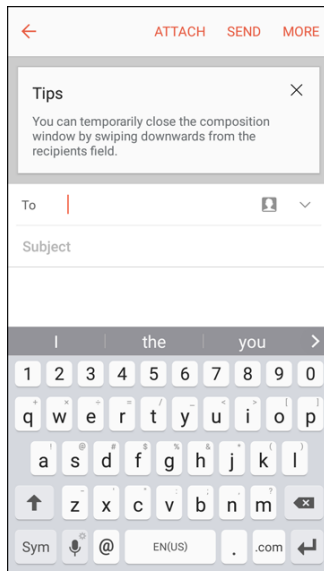 ATTACH SEND MORE
Tips
You can temporarily close the composition
window by swiping downwards from the
recipients field.
To
Subject
I the you
1 2 3 4 5 6 7 8 9 0
q w e r t y u i o p
a s d f g h j k l
z x c v b n m
Sym @ EN(US) . .com